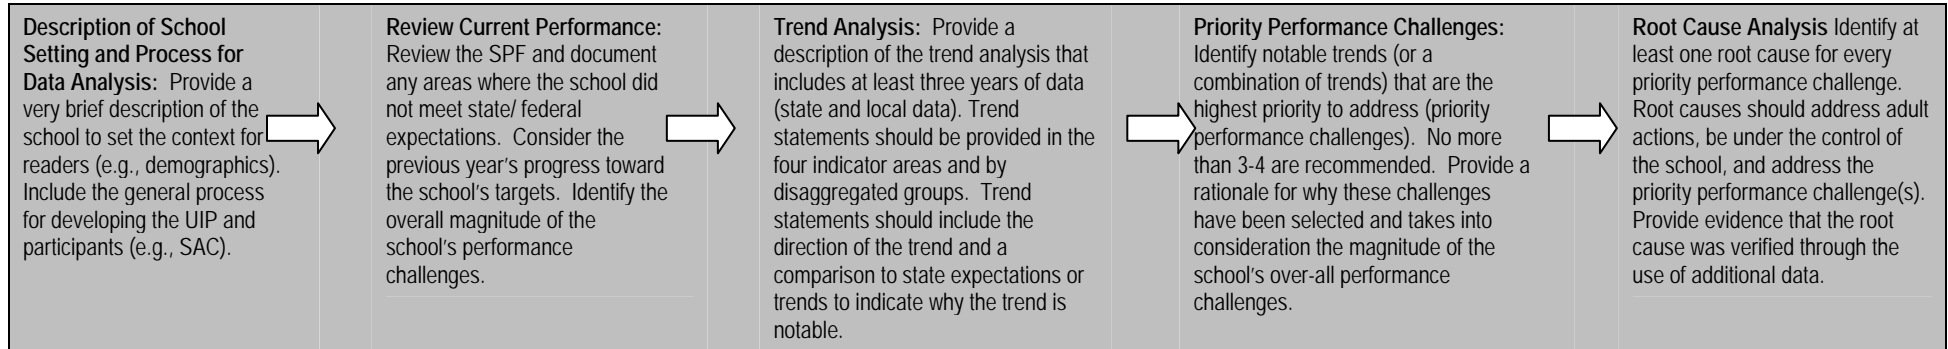 Description of School
Setting and Process for
Data Analysis: Provide a
very brief description of the
school to set the context for
readers (e.g., demographics).
Include the general process
for developing the UIP and
participants (e.g., SAC).
Review Current Performance:
Review the SPF and document
any areas where the school did
not meet state/ federal
expectations. Consider the
previous year's progress toward
the school's targets. Identify the
overall magnitude of the
school's performance
challenges.
Trend Analysis: Provide a
description of the trend analysis that
includes at least three years of data
(state and local data). Trend
statements should be provided in the
four indicator areas and by
disaggregated groups. Trend
statements should include the
direction of the trend and a
comparison to state expectations or
trends to indicate why the trend is
notable.
Priority Performance Challenges:
Identify notable trends (or a
combination of trends) that are the
highest priority to address (priority
performance challenges). No more
than 3-4 are recommended. Provide a
rationale for why these challenges
have been selected and takes into
consideration the magnitude of the
school's over-all performance
challenges.
Root Cause Analysis Identify at
least one root cause for every
priority performance challenge.
Root causes should address adult
actions, be under the control of
the school, and address the
priority performance challenge(s).
Provide evidence that the root
cause was verified through the
use of additional data.